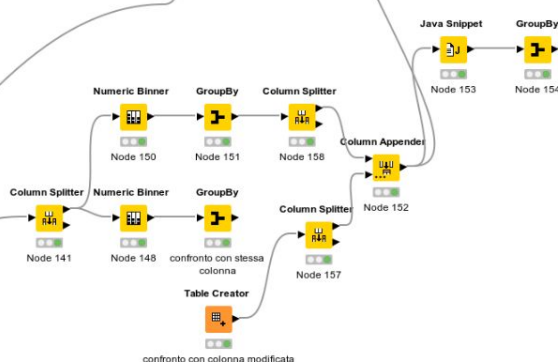 Java Snippet
GroupBy
Node 153
Node 154
Numeric Binner
GroupBy
Column Splitter
Node 150
Node 151
Node 158
Column Appender
Node 152
Column Splitter
Numeric Binner
GroupBy
Node 141
Node 148
confronto con stessa
colonna
Column Splitter
Node 157
Table Creator
confronto con colonna modificata